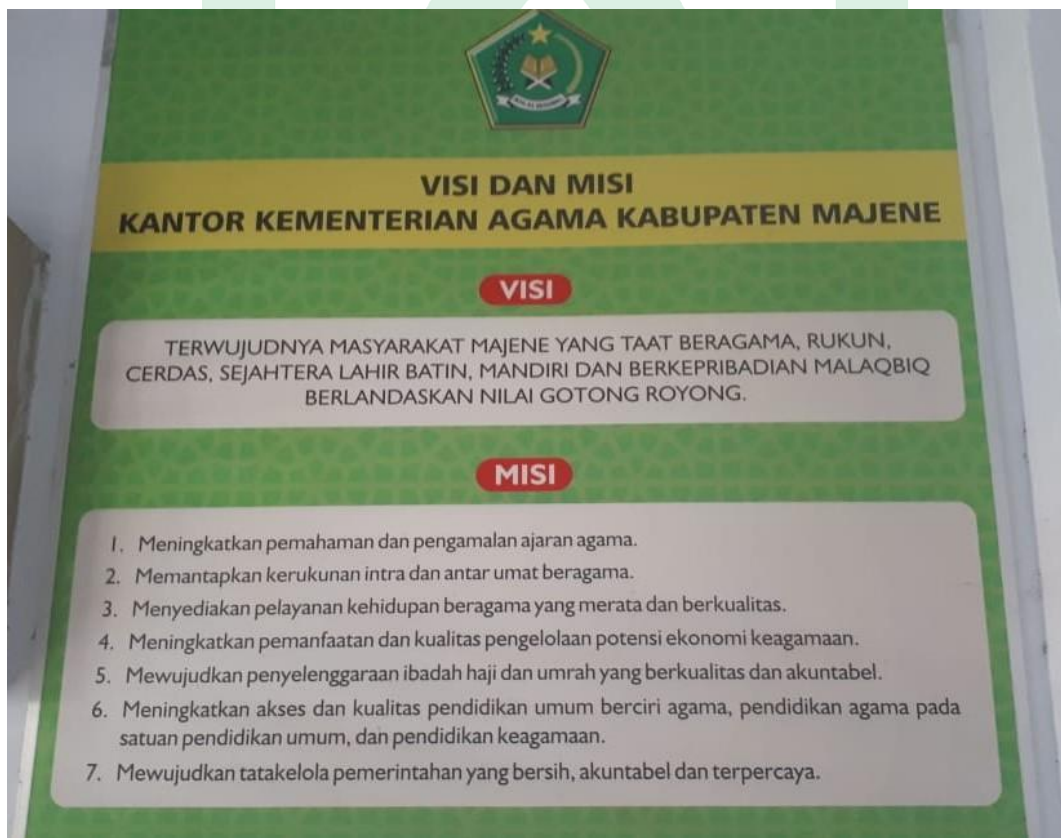 VISI DAN MISI
KANTOR KEMENTERIAN AGAMA KABUPATEN MAJENE
VISI
TERWUJUDNYA MASYARAKAT MAJENE YANG TAAT BERAGAMA, RUKUN,
CERDAS, SEJAHTERA LAHIR BATIN, MANDIRI DAN BERKEPRIBADIAN MALAQBIQ
BERLANDASKAN NILAI GOTONG ROYONG.
MISI
1. Meningkatkan pemahaman dan pengamalan ajaran agama.
2. Memantapkan kerukunan intra dan antar umat beragama.
3. Menyediakan pelayanan kehidupan beragama yang merata dan berkualitas.
4. Meningkatkan pemanfaatan dan kualitas pengelolaan potensi ekonomi keagamaan.
5. Mewujudkan penyelenggaraan ibadah haji dan umrah yang berkualitas dan akuntabel.
6. Meningkatkan akses dan kualitas pendidikan umum berciri agama, pendidikan agama pada
satuan pendidikan umum, dan pendidikan keagamaan.
7. Mewujudkan tatakelola pemerintahan yang bersih, akuntabel dan terpercaya.